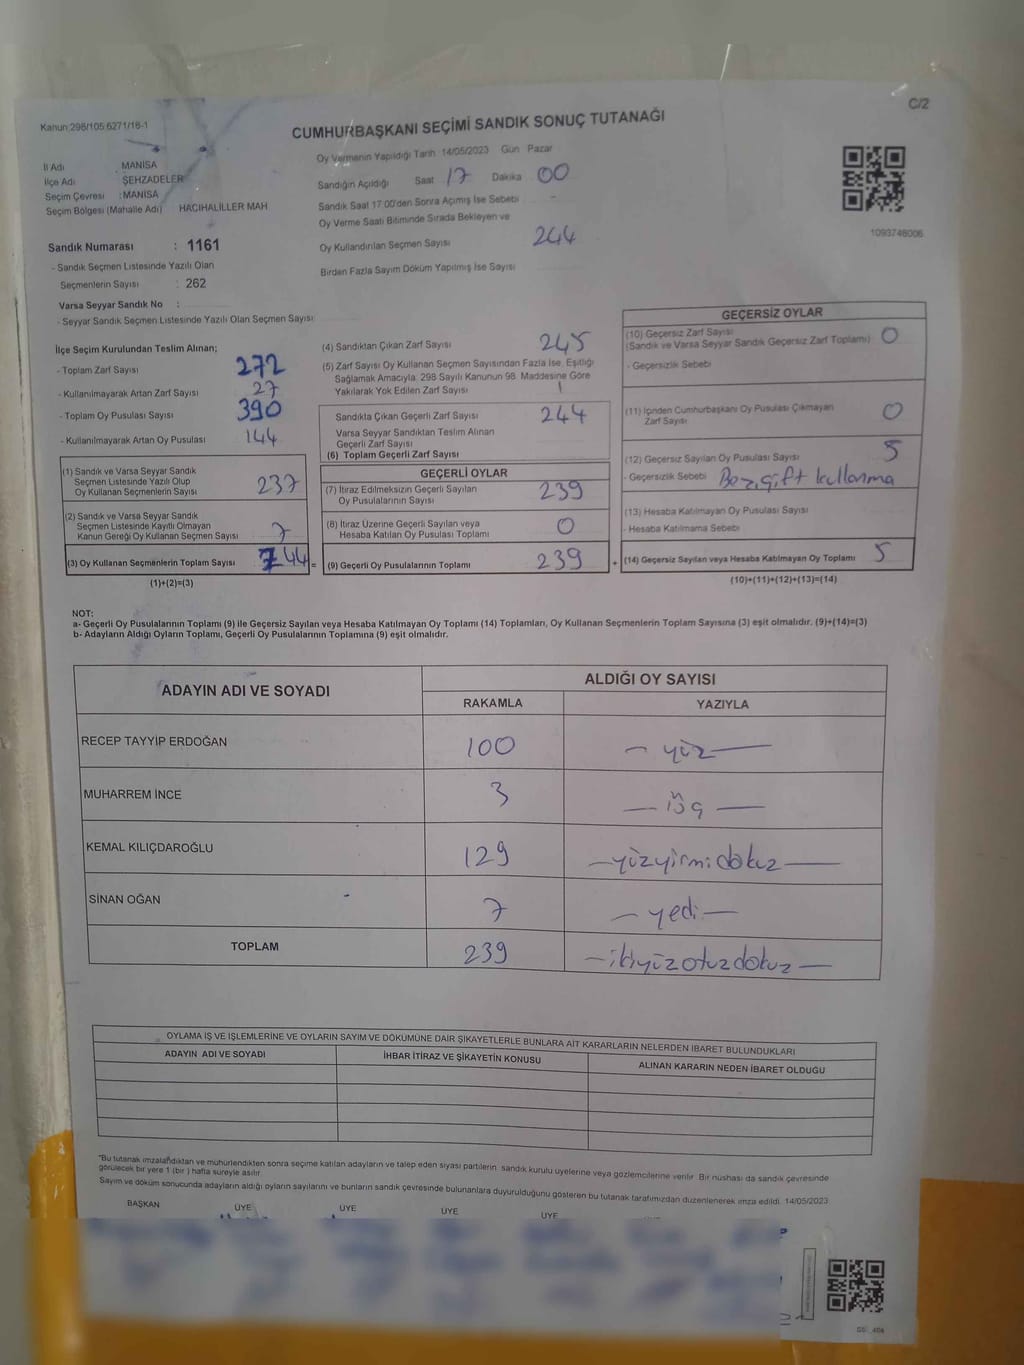 C/2
Kanun:298/105 6271/16-1
CUMHURBAŞKANI SEÇİMİ SANDIK SONUÇ TUTANAĞI
Oy Vermenin Yapıldığı Tarih 14/05/2023 Gün Pazar
İl Adı MANİSA
İlçe Adı ŞEHZADELER
Seçim Çevresi : MANİSA
Seçim Bölgesi (Mahalle Adı) HACIHALİLLER MAH
Sandığın Açıldığı Saat 17 Dakika 00
Sandık Saat 17:00'den Sonra Açılmış İse Sebebi
Oy Verme Saati Bitiminde Sırada Bekleyen ve
Oy Kullandırılan Seçmen Sayısı 244
Birden Fazla Sayım Döküm Yapılmış İse Sayısı
1093748006
Sandık Numarası : 1161
- Sandık Seçmen Listesinde Yazılı Olan
Seçmenlerin Sayısı : 262
Varsa Seyyar Sandık No :
- Seyyar Sandık Seçmen Listesinde Yazılı Olan Seçmen Sayısı
İlçe Seçim Kurulundan Teslim Alınan;
- Toplam Zarf Sayısı 272
- Kullanılmayarak Artan Zarf Sayısı 27
- Toplam Oy Pusulası Sayısı 390
- Kullanılmayarak Artan Oy Pusulası 144
(1) Sandık ve Varsa Seyyar Sandık
Seçmen Listesinde Yazılı Olup
Oy Kullanan Seçmenlerin Sayısı 237
(2) Sandık ve Varsa Seyyar Sandık
Seçmen Listesinde Kayıtlı Olmayan
Kanun Gereği Oy Kullanan Seçmen Sayısı 7
(3) Oy Kullanan Seçmenlerin Toplam Sayısı 244 =
(1)+(2)=(3)
(4) Sandıktan Çıkan Zarf Sayısı 245
(5) Zarf Sayısı Oy Kullanan Seçmen Sayısından Fazla İse, Eşitliği
Sağlamak Amacıyla; 298 Sayılı Kanunun 98. Maddesine Göre
Yakılarak Yok Edilen Zarf Sayısı 1
Sandıkta Çıkan Geçerli Zarf Sayısı 244
Varsa Seyyar Sandıktan Teslim Alınan
Geçerli Zarf Sayısı
(6) Toplam Geçerli Zarf Sayısı
GEÇERLİ OYLAR
(7) İtiraz Edilmeksizin Geçerli Sayılan
Oy Pusulalarının Sayısı 239
(8) İtiraz Üzerine Geçerli Sayılan veya
Hesaba Katılan Oy Pusulası Toplamı 0
(9) Geçerli Oy Pusulalarının Toplamı 239 +
GEÇERSİZ OYLAR
(10) Geçersiz Zarf Sayısı
(Sandık ve Varsa Seyyar Sandık Geçersiz Zarf Toplamı) 0
- Geçersizlik Sebebi
(11) İçinden Cumhurbaşkanı Oy Pusulası Çıkmayan
Zarf Sayısı 0
(12) Geçersiz Sayılan Oy Pusulası Sayısı 5
- Geçersizlik Sebebi kullanma
(13) Hesaba Katılmayan Oy Pusulası Sayısı
- Hesaba Katılmama Sebebi
(14) Geçersiz Sayılan veya Hesaba Katılmayan Oy Toplamı 5
(10)+(11)+(12)+(13)=(14)
NOT:
a- Geçerli Oy Pusulalarının Toplamı (9) ile Geçersiz Sayılan veya Hesaba Katılmayan Oy Toplamı (14) Toplamları, Oy Kullanan Seçmenlerin Toplam Sayısına (3) eşit olmalıdır. (9)+(14)=(3)
b- Adayların Aldığı Oyların Toplamı, Geçerli Oy Pusulalarının Toplamına (9) eşit olmalıdır.
ADAYIN ADI VE SOYADI ALDIĞI OY SAYISI
RAKAMLA YAZIYLA
RECEP TAYYİP ERDOĞAN 100 - yüz -
MUHARREM İNCE 3 - üç -
KEMAL KILIÇDAROĞLU 129 - yüzyirmidokuz -
SİNAN OĞAN 7 - yedi -
TOPLAM 239 - ikiyüzotuzdokuz -
OYLAMA İŞ VE İŞLEMLERİNE VE OYLARIN SAYIM VE DÖKÜMÜNE DAİR ŞİKAYETLERLE BUNLARA AİT KARARLARIN NELERDEN İBARET BULUNDUKLARI
ADAYIN ADI VE SOYADI İHBAR İTİRAZ VE ŞİKAYETİN KONUSU ALINAN KARARIN NEDEN İBARET OLDUĞU
"Bu tutanak imzalandıktan ve mühürlendikten sonra seçime katılan adayların ve talep eden siyasi partilerin sandık kurulu üyelerine veya gözlemcilerine verilir. Bir nüshası da sandık çevresinde
görülecek bir yere 1 (bir) hafta süreyle asılır.
Sayım ve döküm sonucunda adayların aldığı oyların sayılarını ve bunların sandık çevresinde bulunanlara duyurulduğunu gösteren bu tutanak tarafımızdan düzenlenerek imza edildi. 14/05/2023
BAŞKAN ÜYE ÜYE ÜYE ÜYE